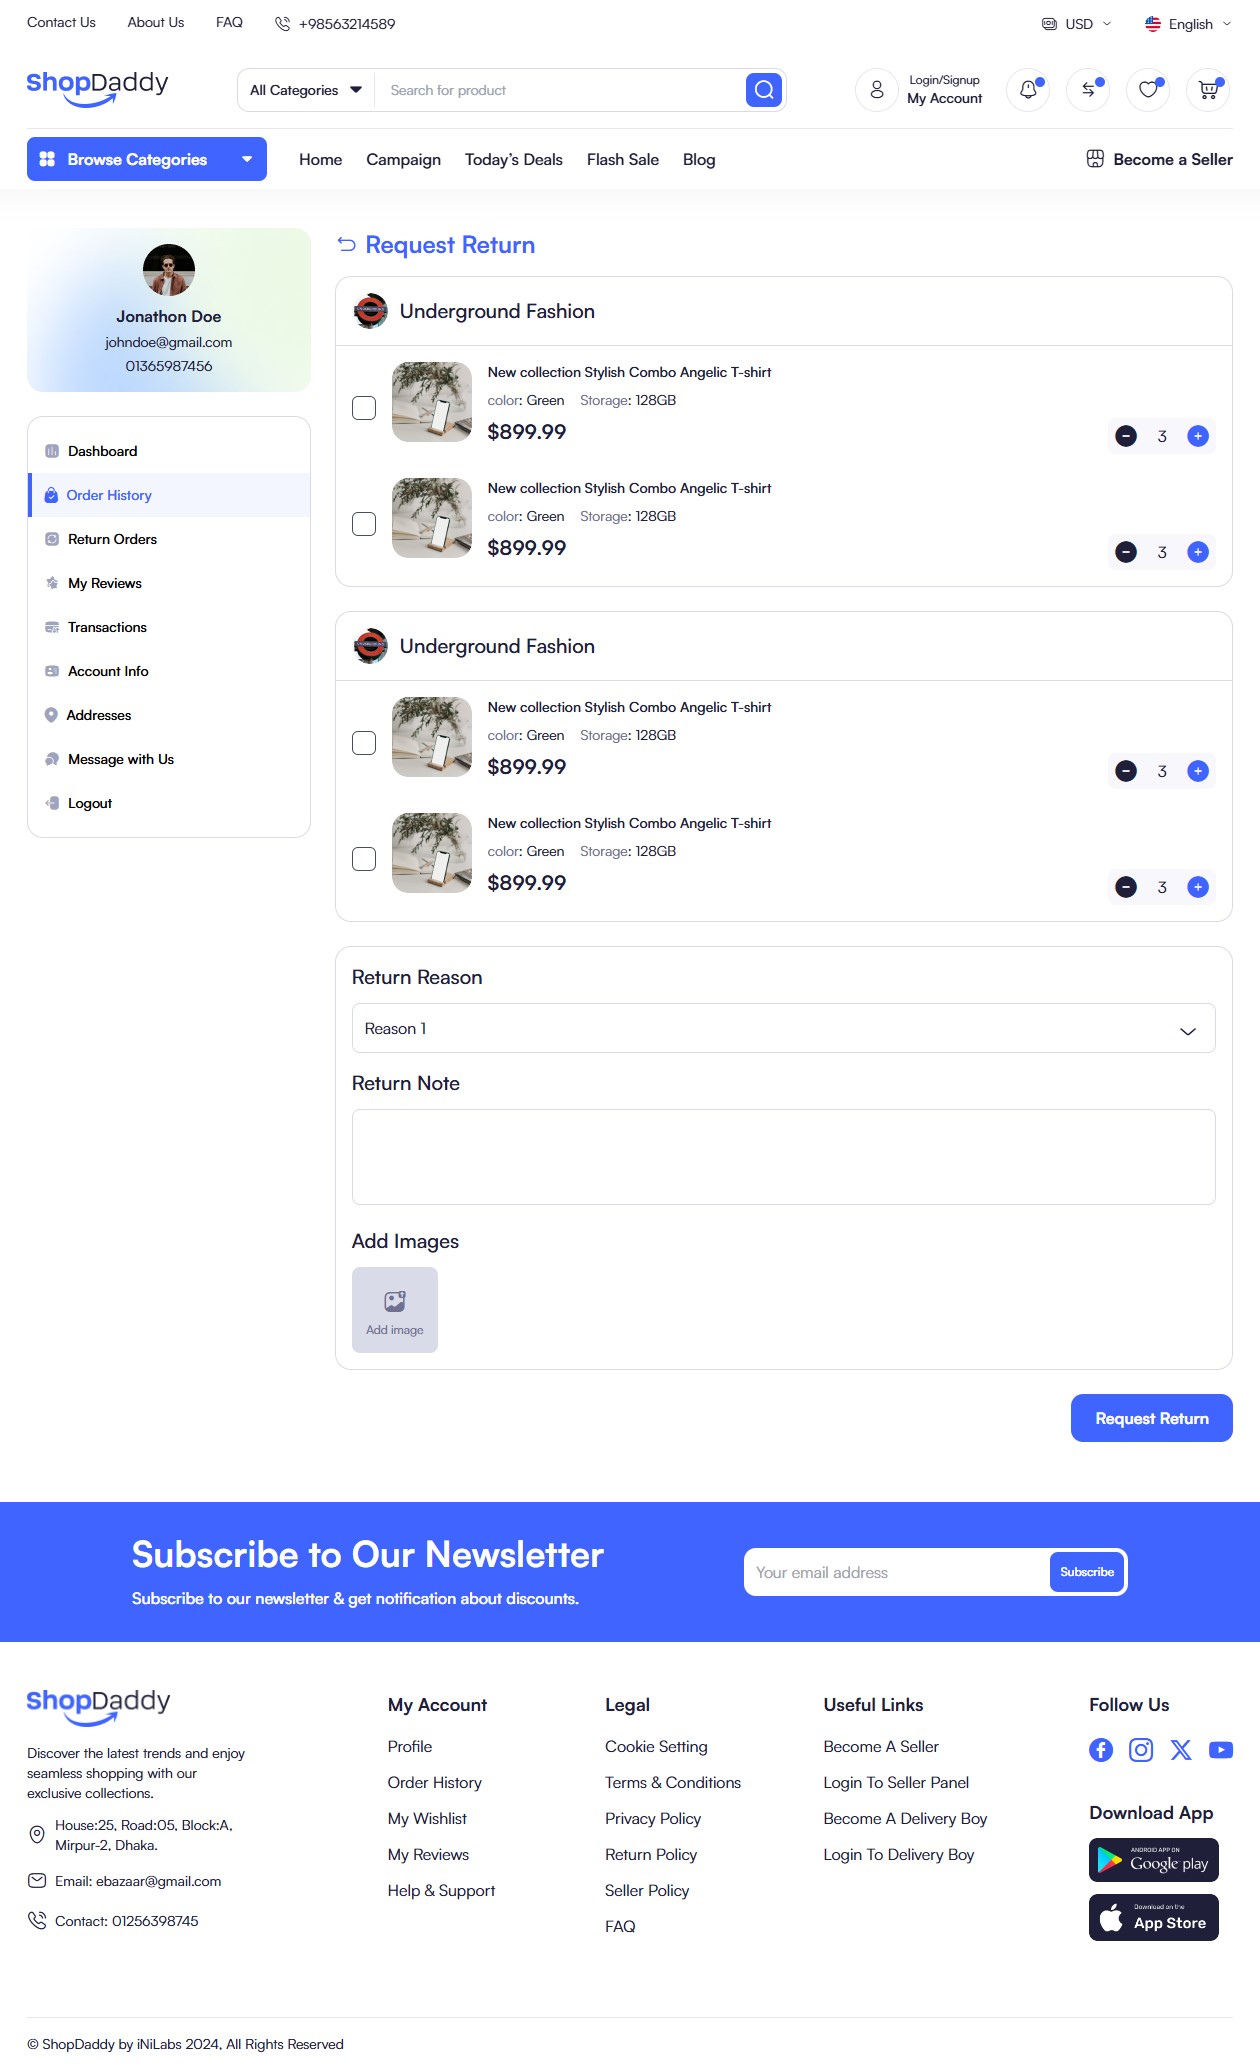 Contact Us About Us FAQ +98563214589 USD English
ShopDaddy All Categories Search for product Login/Signup
My Account
Browse Categories Home Campaign Today's Deals Flash Sale Blog Become a Seller
Jonathon Doe
johndoe@gmail.com
01365987456
Dashboard
Order History
Return Orders
My Reviews
Transactions
Account Info
Addresses
Message with Us
Logout
Request Return
Underground Fashion
New collection Stylish Combo Angelic T-shirt
color: Green Storage: 128GB
$899.99
3
New collection Stylish Combo Angelic T-shirt
color: Green Storage: 128GB
$899.99
3
Underground Fashion
New collection Stylish Combo Angelic T-shirt
color: Green Storage: 128GB
$899.99
3
New collection Stylish Combo Angelic T-shirt
color: Green Storage: 128GB
$899.99
3
Return Reason
Reason 1
Return Note
Add Images
Add image
Request Return
Subscribe to Our Newsletter
Subscribe to our newsletter & get notification about discounts.
Your email address Subscribe
ShopDaddy
Discover the latest trends and enjoy
seamless shopping with our
exclusive collections.
House:25, Road:05, Block:A,
Mirpur-2, Dhaka.
Email: ebazaar@gmail.com
Contact: 01256398745
My Account
Profile
Order History
My Wishlist
My Reviews
Help & Support
Legal
Cookie Setting
Terms & Conditions
Privacy Policy
Return Policy
Seller Policy
FAQ
Useful Links
Become A Seller
Login To Seller Panel
Become A Delivery Boy
Login To Delivery Boy
Follow Us
Download App
ANDROID APP ON
Google play
Download on the
App Store
© ShopDaddy by iNiLabs 2024, All Rights Reserved